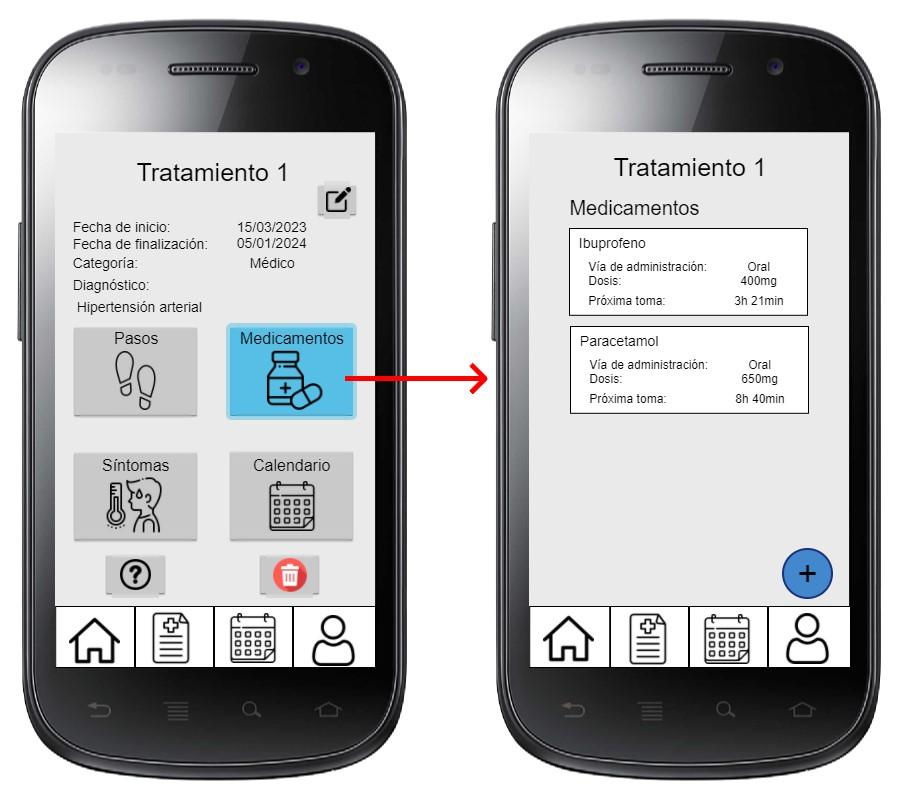 Tratamiento 1
Fecha de inicio: 15/03/2023
Fecha de finalización: 05/01/2024
Categoría: Médico
Diagnóstico:
Hipertensión arterial
Pasos
Medicamentos
Síntomas
Calendario
?
Tratamiento 1
Medicamentos
Ibuprofeno
Vía de administración: Oral
Dosis: 400mg
Próxima toma: 3h 21min
Paracetamol
Vía de administración: Oral
Dosis: 650mg
Próxima toma: 8h 40min
+